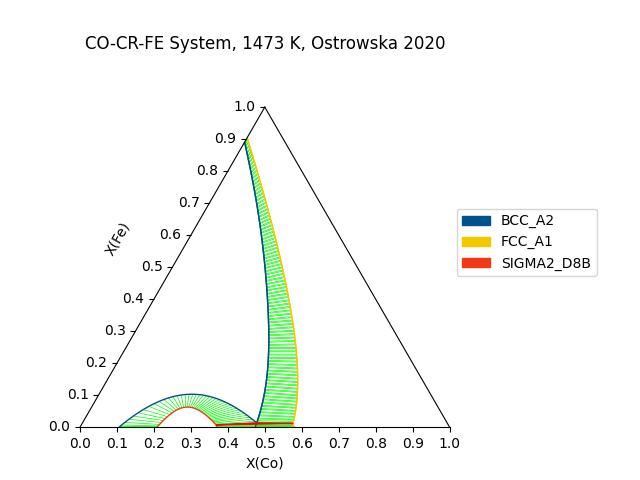 CO-CR-FE System, 1473 K, Ostrowska 2020
1.0
0.9
0.8
0.7
0.6
0.5
0.4
0.3
0.2
0.1
0.0
X(Fe)
BCC_A2
FCC_A1
SIGMA2_D8B
0.0 0.1 0.2 0.3 0.4 0.5 0.6 0.7 0.8 0.9 1.0
X(Co)